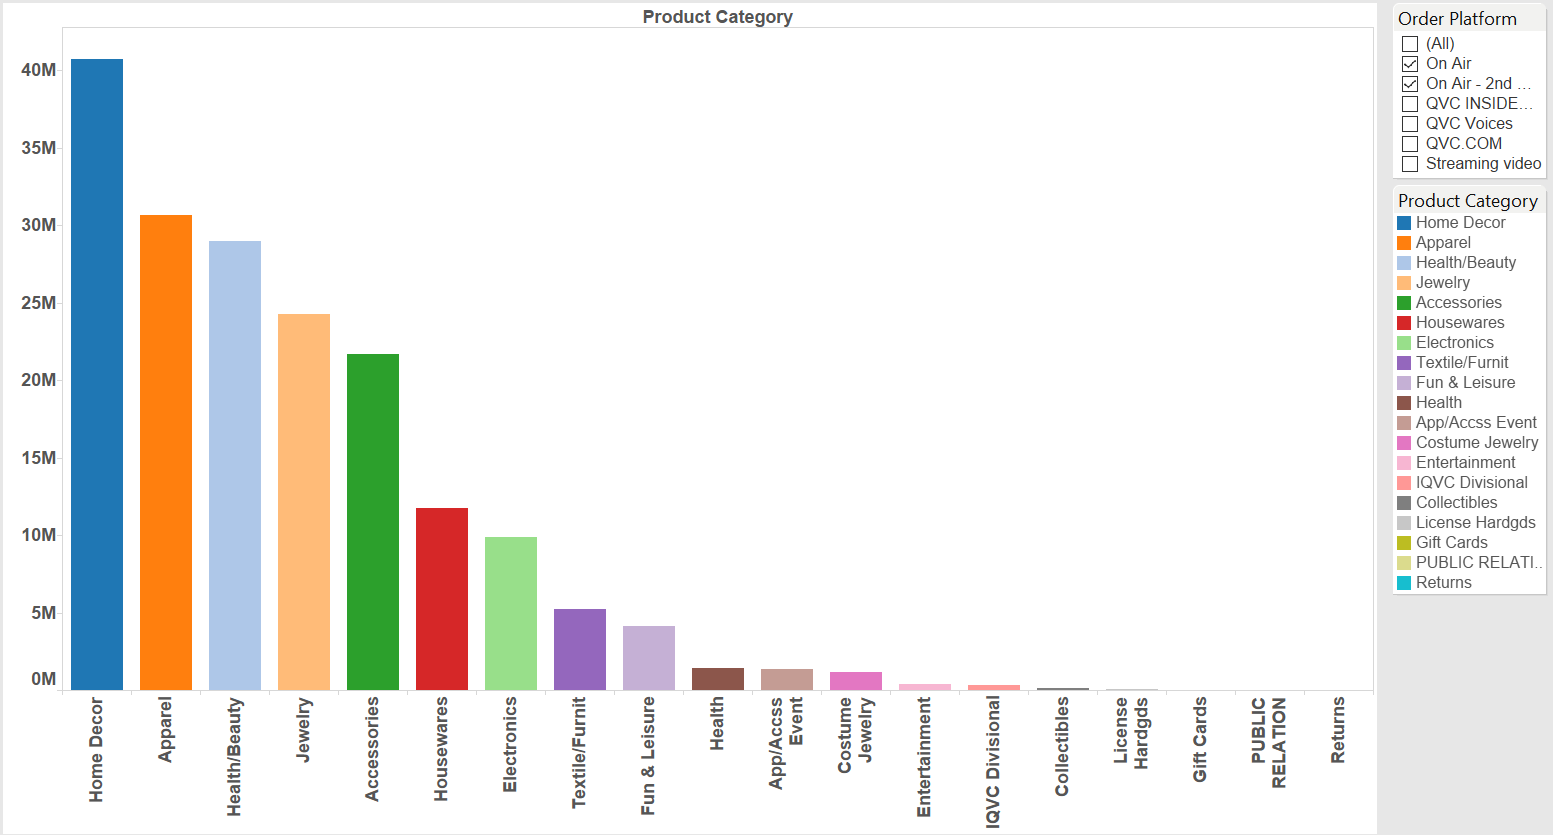 Product Category
40M
35M
30M
25M
20M
15M
10M
5M
0M
Home Decor
Apparel
Health/Beauty
Jewelry
Accessories
Housewares
Electronics
Textile/Furnit
Fun & Leisure
Health
App/Accss
Event
Costume
Jewelry
Entertainment
IQVC Divisional
Collectibles
License
Hardgds
Gift Cards
PUBLIC
RELATION
Returns
Order Platform
(All)
On Air
On Air - 2nd ...
QVC INSIDE...
QVC Voices
QVC.COM
Streaming video
Product Category
Home Decor
Apparel
Health/Beauty
Jewelry
Accessories
Housewares
Electronics
Textile/Furnit
Fun & Leisure
Health
App/Accss Event
Costume Jewelry
Entertainment
IQVC Divisional
Collectibles
License Hardgds
Gift Cards
PUBLIC RELATI..
Returns